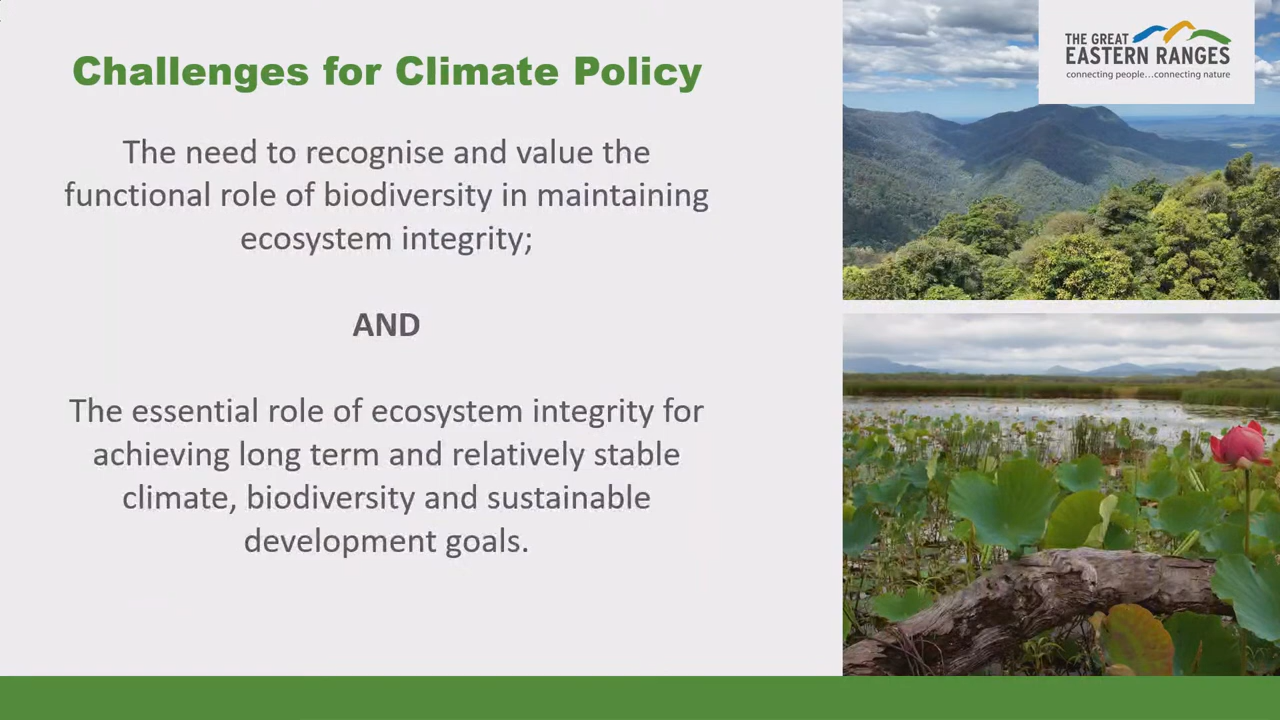 Challenges for Climate Policy
The need to recognise and value the
functional role of biodiversity in maintaining
ecosystem integrity;
AND
The essential role of ecosystem integrity for
achieving long term and relatively stable
climate, biodiversity and sustainable
development goals.
THE GREAT
EASTERN RANGES
connecting people...connecting nature